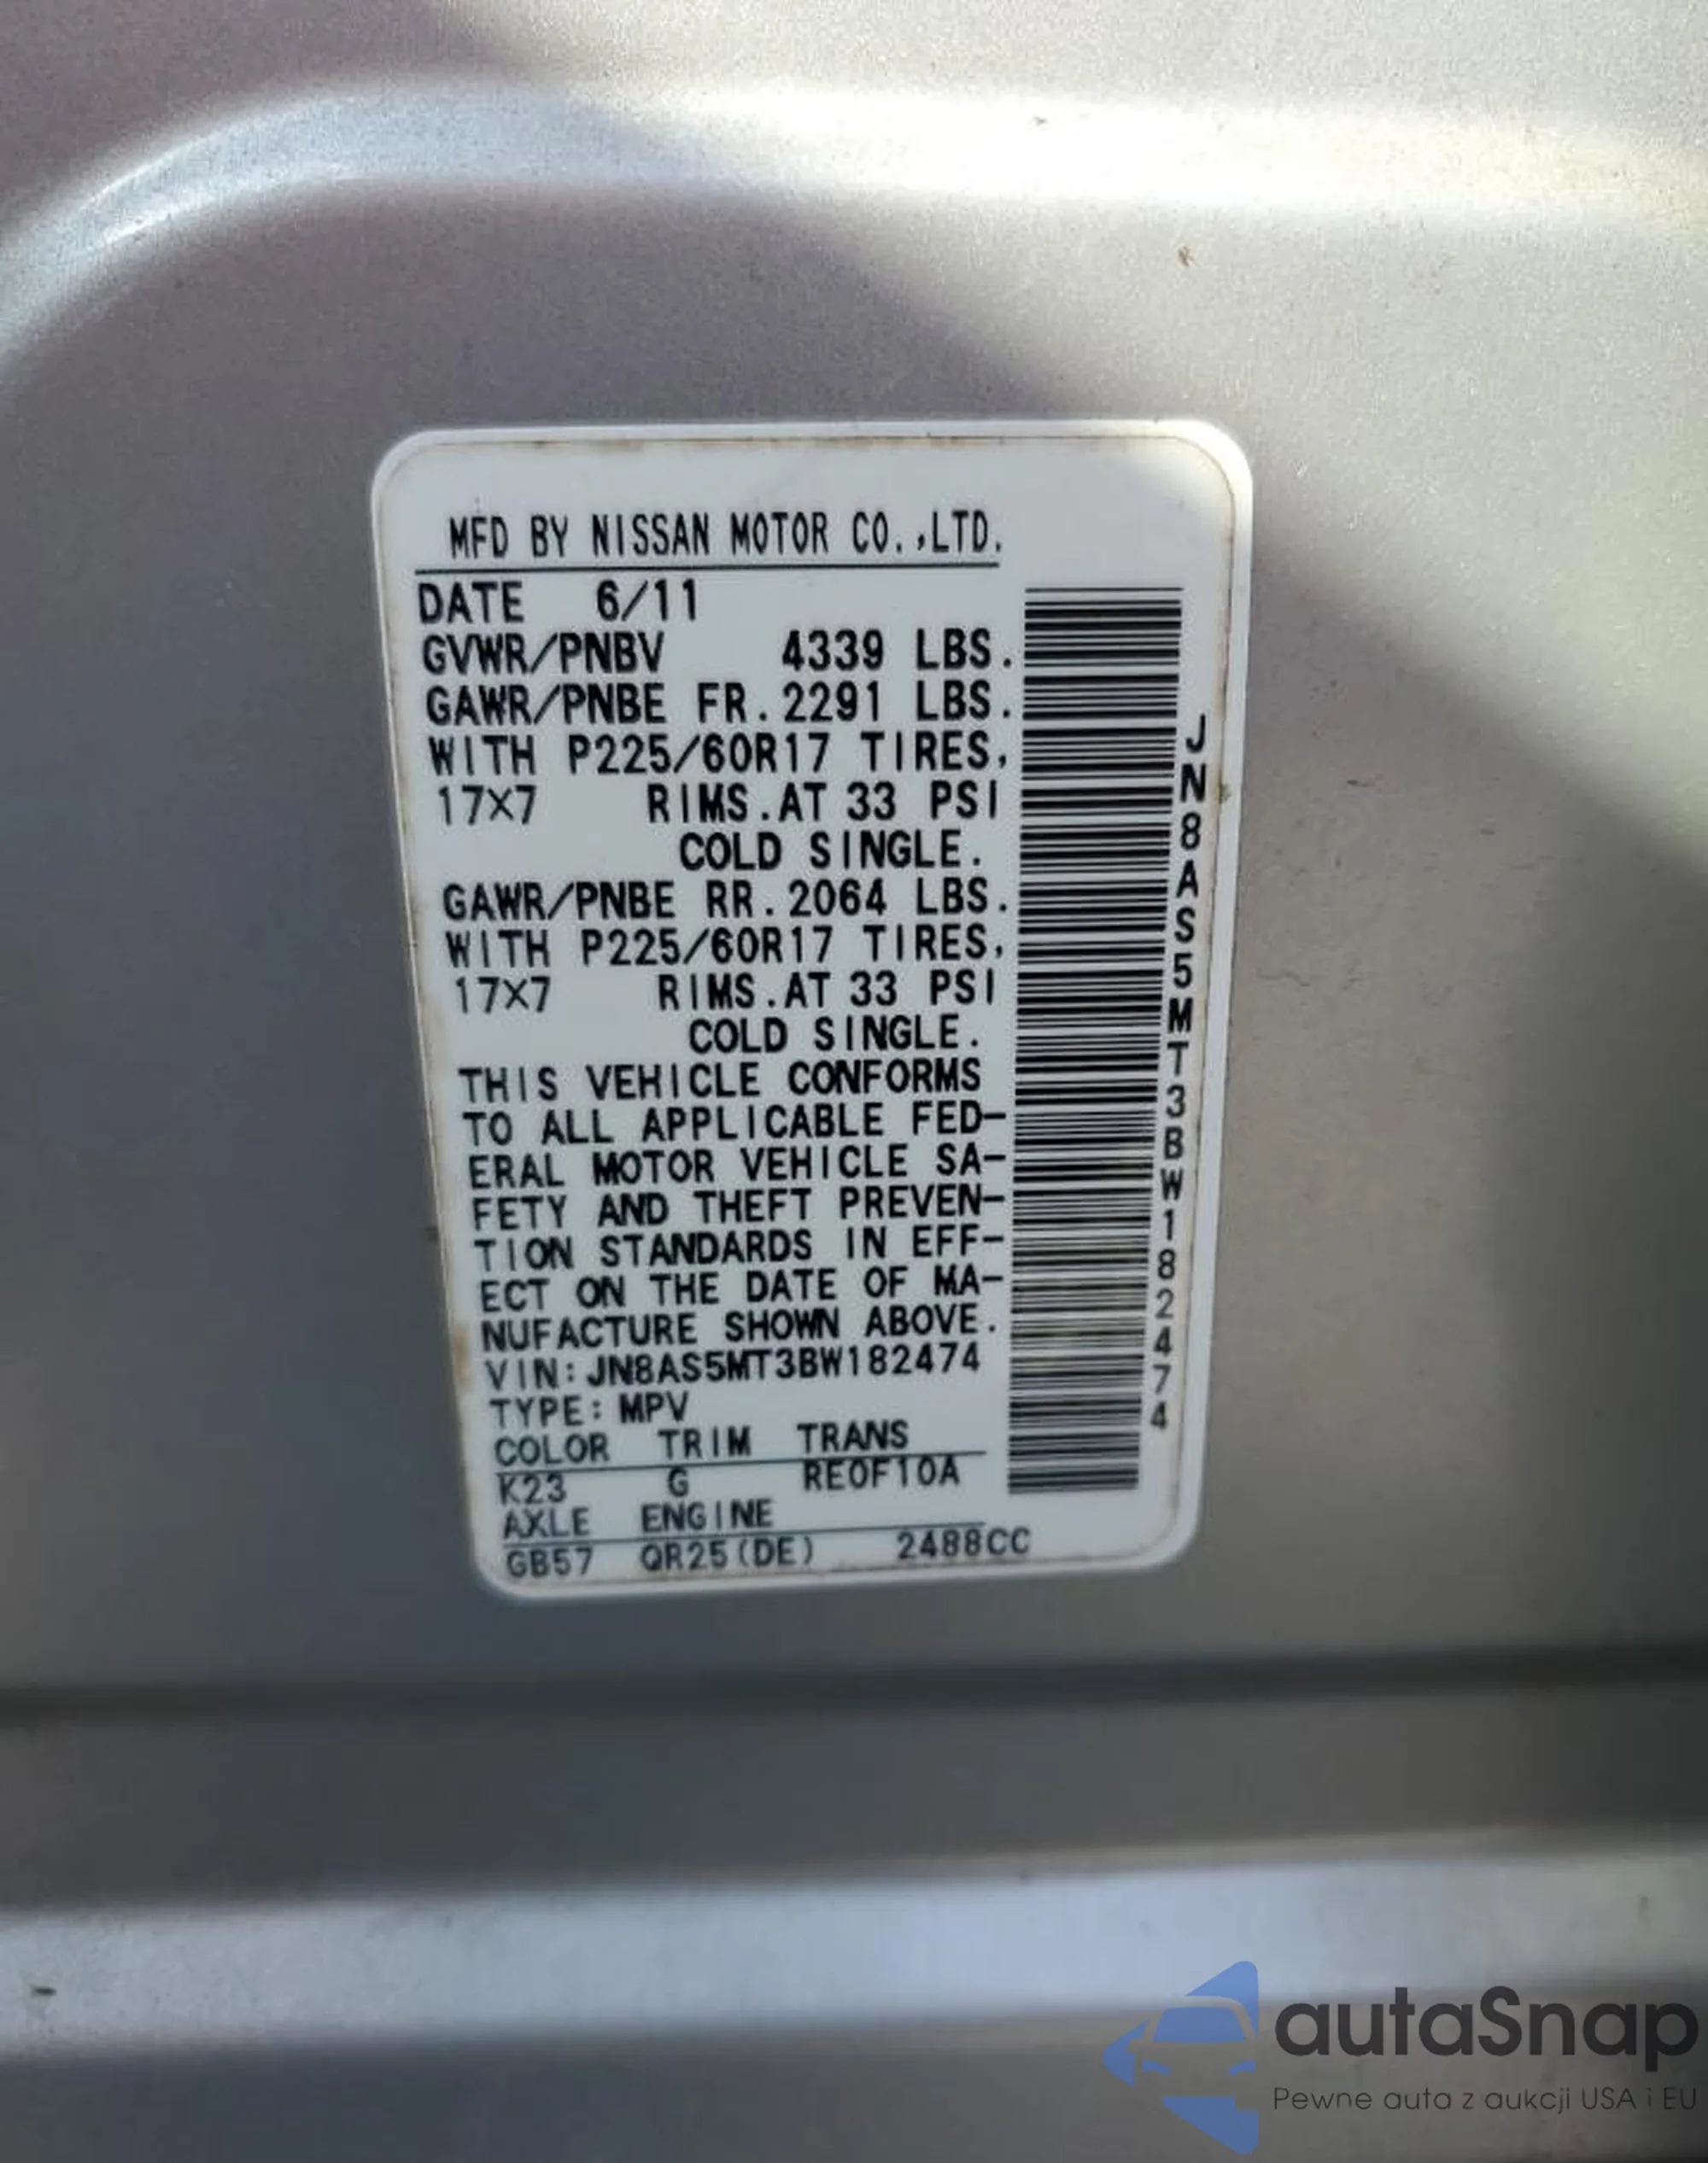 MFD BY NISSAN MOTOR CO.,LTD.
DATE 6/11
GVWR/PNBV 4339 LBS.
GAWR/PNBE FR.2291 LBS.
WITH P225/60R17 TIRES,
17X7 RIMS.AT 33 PSI
COLD SINGLE.
GAWR/PNBE RR.2064 LBS.
WITH P225/60R17 TIRES,
17X7 RIMS.AT 33 PSI
COLD SINGLE.
THIS VEHICLE CONFORMS
TO ALL APPLICABLE FED-
ERAL MOTOR VEHICLE SA-
FETY AND THEFT PREVEN-
TION STANDARDS IN EFF-
ECT ON THE DATE OF MA-
NUFACTURE SHOWN ABOVE.
VIN:JN8AS5MT3BW182474
TYPE:MPV
COLOR TRIM TRANS
K23 G RE0F10A
AXLE ENGINE
GB57 QR25(DE) 2488CC
JN8AS5MT3BW182474
autaSnap
Pewne auta z aukcji USA i EU